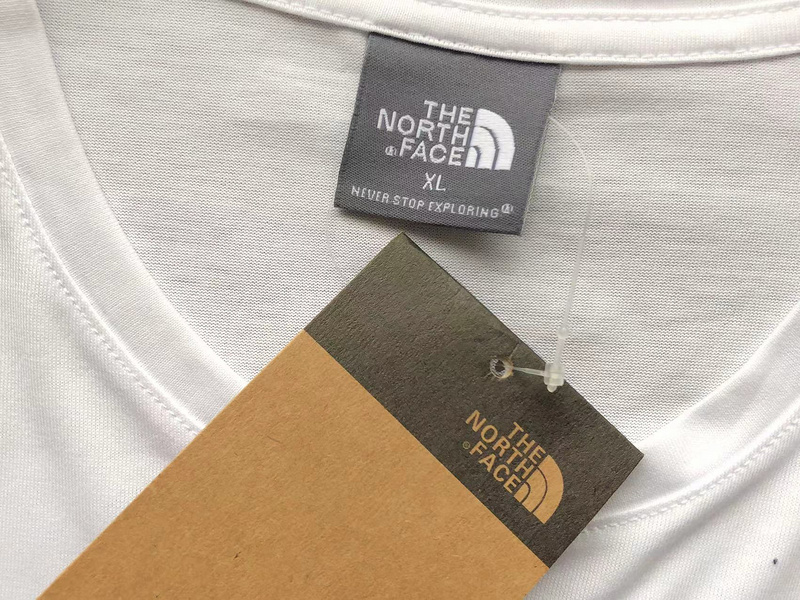 THE
NORTH
® FACE
XL
NEVER STOP EXPLORING®
THE
NORTH
® FACE